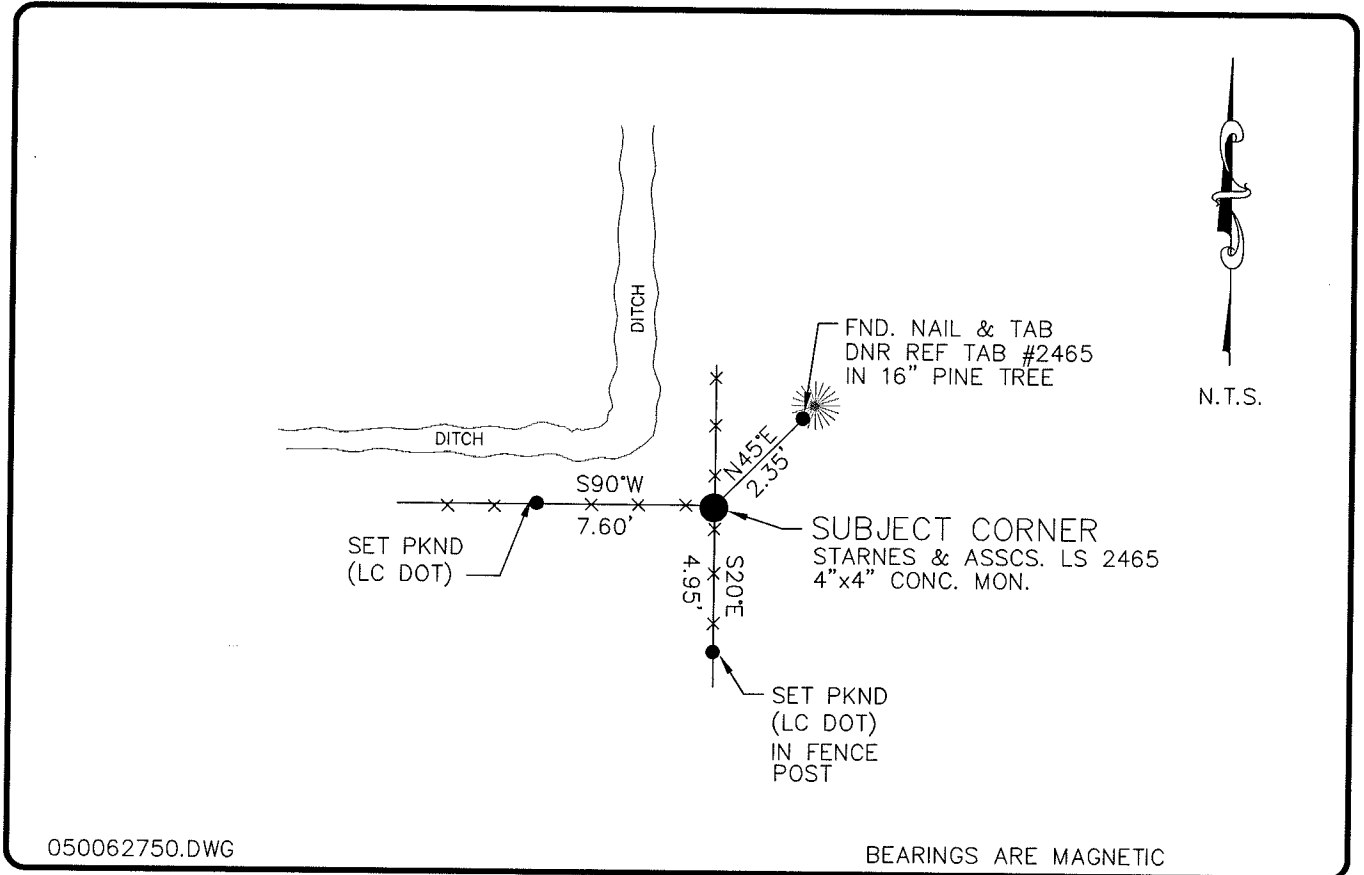 DITCH
FND. NAIL & TAB
DNR REF TAB #2465
IN 16" PINE TREE
N.T.S.
DITCH
N45°E
2.35'
S90°W
7.60'
SET PKND
(LC DOT)
SUBJECT CORNER
STARNES & ASSCS. LS 2465
4"x4" CONC. MON.
S20°E
4.95'
SET PKND
(LC DOT)
IN FENCE
POST
050062750.DWG
BEARINGS ARE MAGNETIC